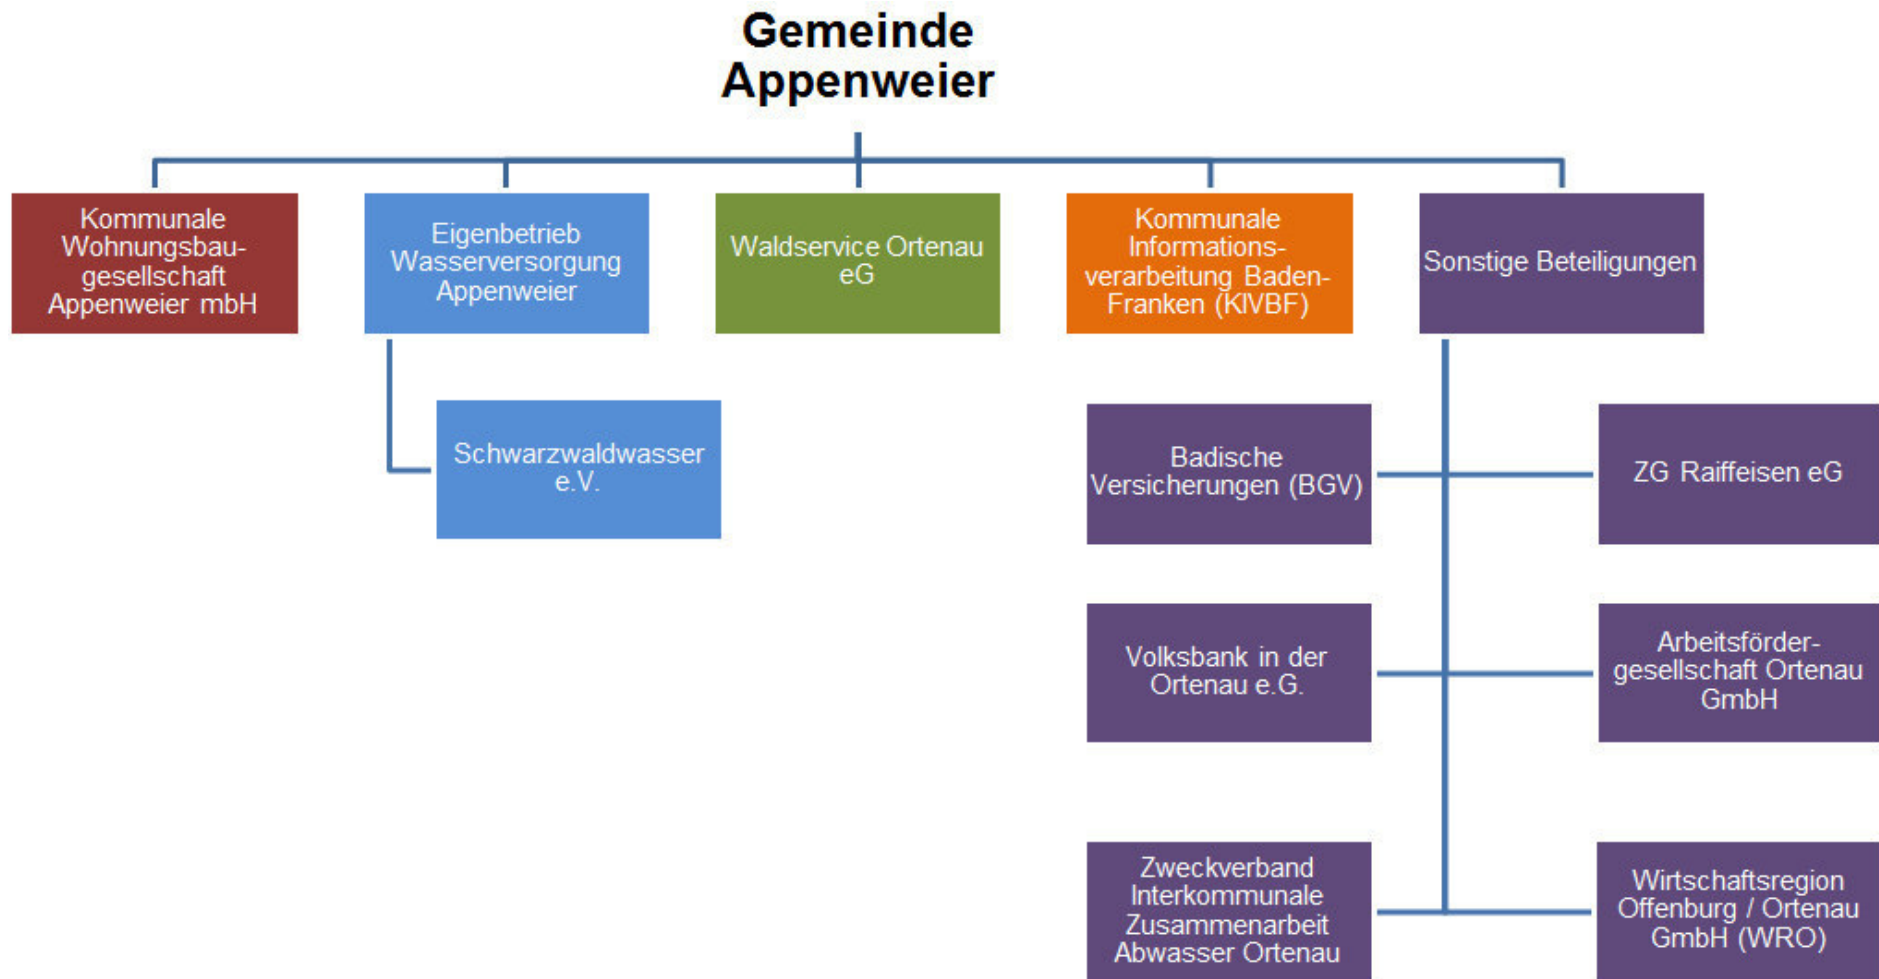 Gemeinde
Appenweier
Kommunale
Wohnungsbau-
gesellschaft
Appenweier mbH
Eigenbetrieb
Wasserversorgung
Appenweier
Waldservice Ortenau
eG
Kommunale
Informations-
verarbeitung Baden-
Franken (KIVBF)
Sonstige Beteiligungen
Schwarzwaldwasser
e.V.
Badische
Versicherungen (BGV)
ZG Raiffeisen eG
Volksbank in der
Ortenau e.G.
Arbeitsförder-
gesellschaft Ortenau
GmbH
Zweckverband
Interkommunale
Zusammenarbeit
Abwasser Ortenau
Wirtschaftsregion
Offenburg / Ortenau
GmbH (WRO)